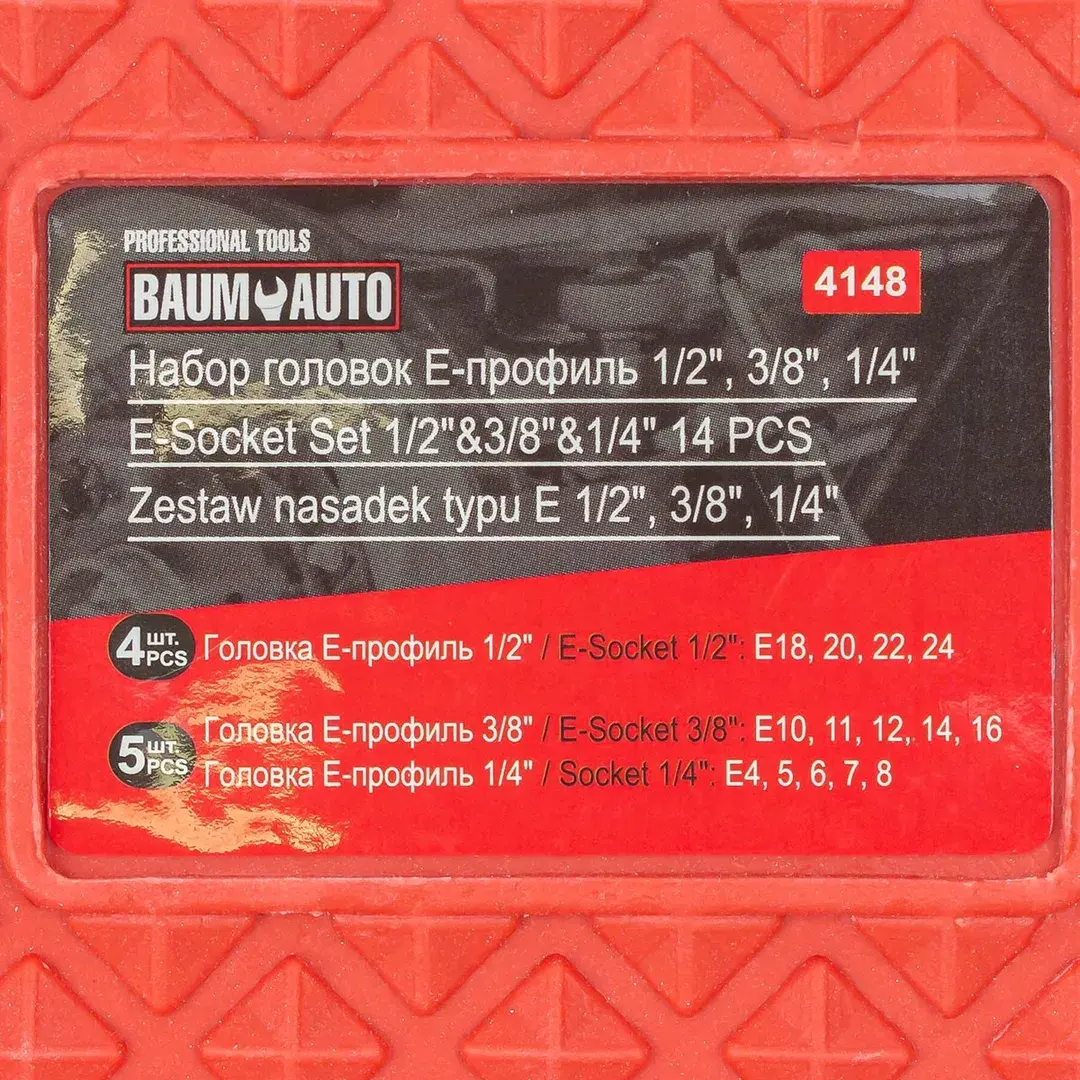 PROFESSIONAL TOOLS
BAUM AUTO
4148
Набор головок Е-профиль 1/2", 3/8", 1/4"
E-Socket Set 1/2"&3/8"&1/4" 14 PCS
Zestaw nasadek typu E 1/2", 3/8", 1/4"
4 шт. PCS Головка Е-профиль 1/2" / E-Socket 1/2": E18, 20, 22, 24
5 шт. PCS Головка Е-профиль 3/8" / E-Socket 3/8": E10, 11, 12, 14, 16
Головка Е-профиль 1/4" / Socket 1/4": E4, 5, 6, 7, 8